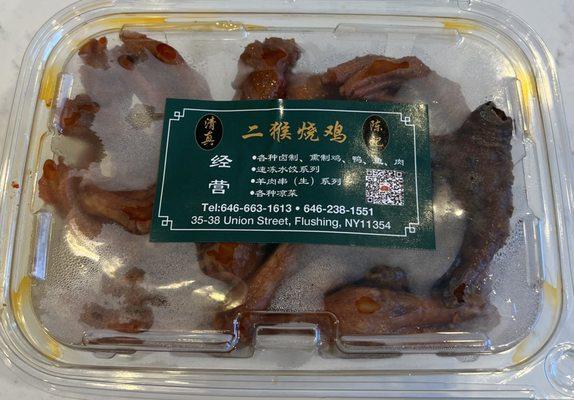 清真
二猴烧鸡
陈记
经营
•各种卤制、熏制鸡、鸭、鱼、肉
•速冻水饺系列
•羊肉串（生）系列
•各种凉菜
Tel:646-663-1613 • 646-238-1551
35-38 Union Street, Flushing, NY11354